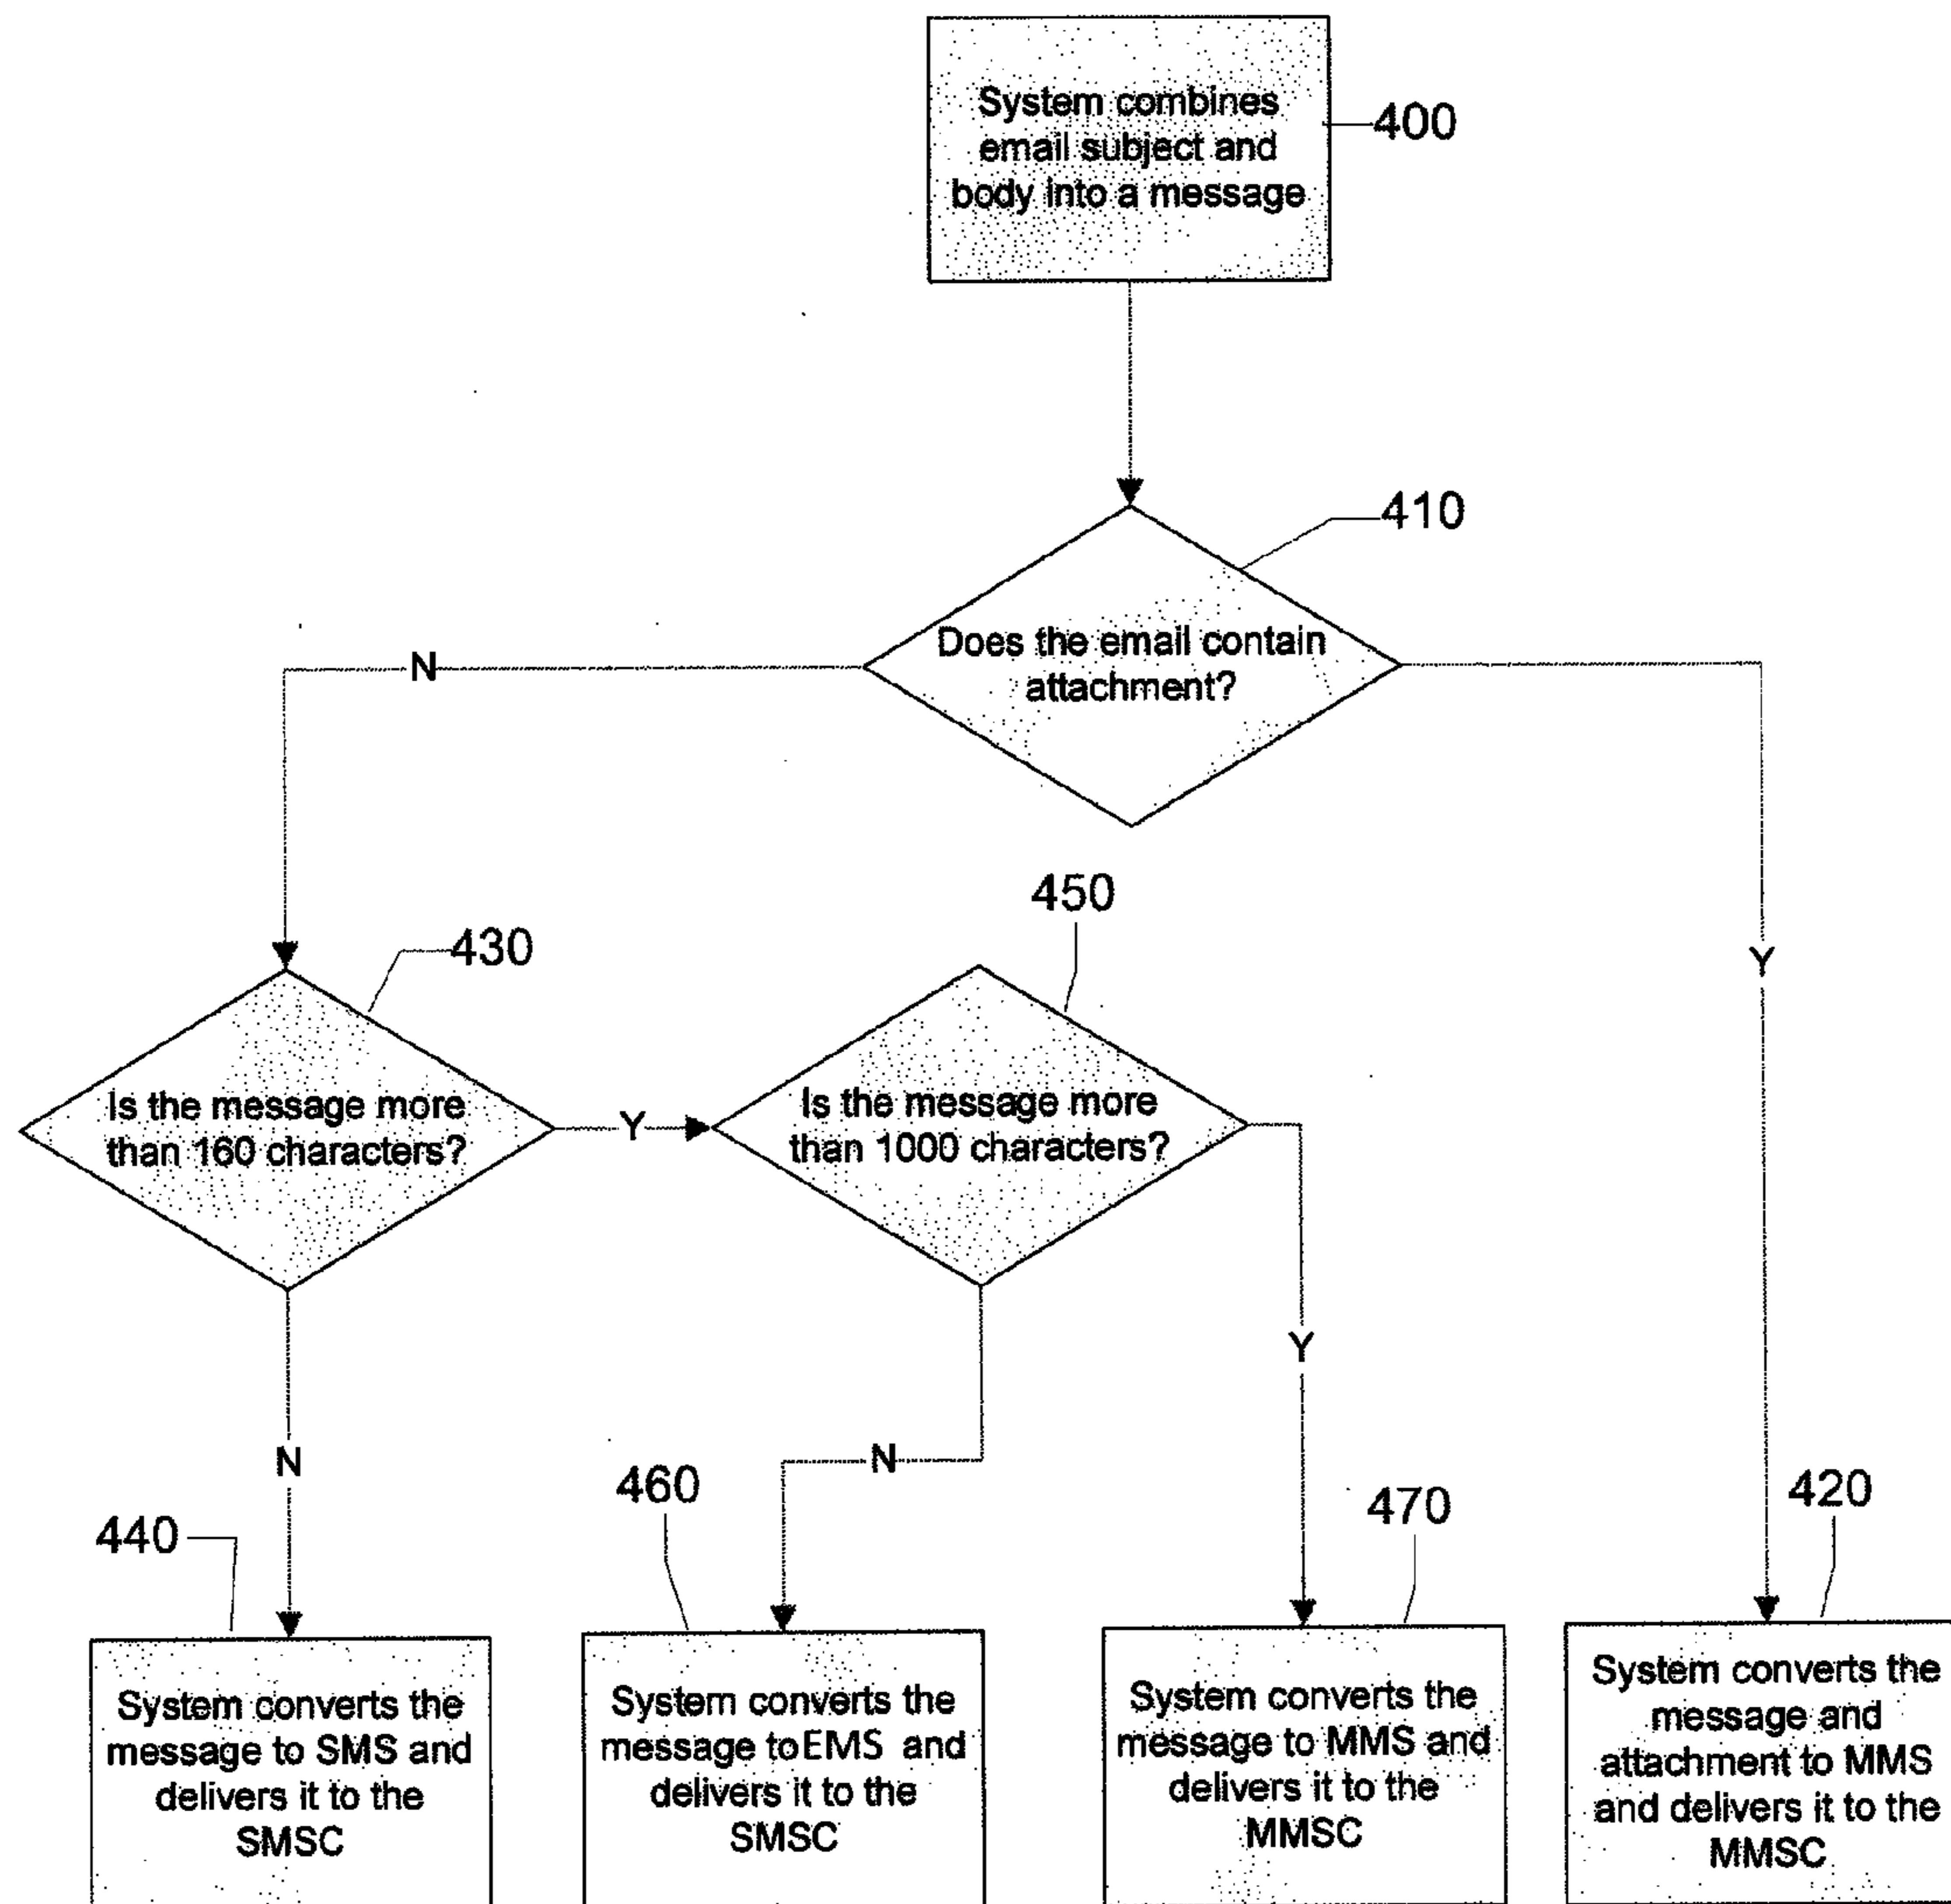 System combines
email subject and
body into a message
400
410
Does the email contain
attachment?
N
Y
450
430
Is the message more
than 160 characters?
Y
Is the message more
than 1000 characters?
Y
N
N
460
470
420
440
System converts the
message to SMS and
delivers it to the
SMSC
System converts the
message to EMS and
delivers it to the
SMSC
System converts the
message to MMS and
delivers it to the
MMSC
System converts the
message and
attachment to MMS
and delivers it to the
MMSC